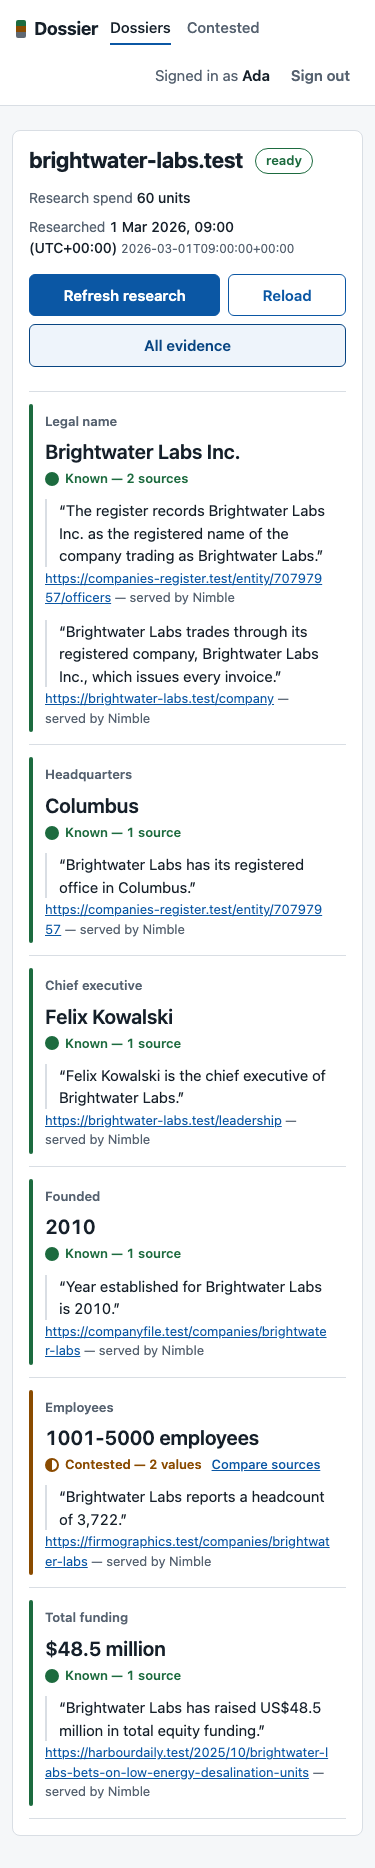 Dossier Dossiers Contested
Signed in as Ada Sign out
brightwater-labs.test ready
Research spend 60 units
Researched 1 Mar 2026, 09:00
(UTC+00:00) 2026-03-01T09:00:00+00:00
Refresh research Reload
All evidence
Legal name
Brightwater Labs Inc.
Known — 2 sources
“The register records Brightwater Labs
Inc. as the registered name of the
company trading as Brightwater Labs.”
https://companies-register.test/entity/707979
57/officers — served by Nimble
“Brightwater Labs trades through its
registered company, Brightwater Labs
Inc., which issues every invoice.”
https://brightwater-labs.test/company —
served by Nimble
Headquarters
Columbus
Known — 1 source
“Brightwater Labs has its registered
office in Columbus.”
https://companies-register.test/entity/707979
57 — served by Nimble
Chief executive
Felix Kowalski
Known — 1 source
“Felix Kowalski is the chief executive of
Brightwater Labs.”
https://brightwater-labs.test/leadership —
served by Nimble
Founded
2010
Known — 1 source
“Year established for Brightwater Labs
is 2010.”
https://companyfile.test/companies/brightwate
r-labs — served by Nimble
Employees
1001-5000 employees
Contested — 2 values Compare sources
“Brightwater Labs reports a headcount
of 3,722.”
https://firmographics.test/companies/brightwat
er-labs — served by Nimble
Total funding
$48.5 million
Known — 1 source
“Brightwater Labs has raised US$48.5
million in total equity funding.”
https://harbourdaily.test/2025/10/brightwater-l
abs-bets-on-low-energy-desalination-units —
served by Nimble